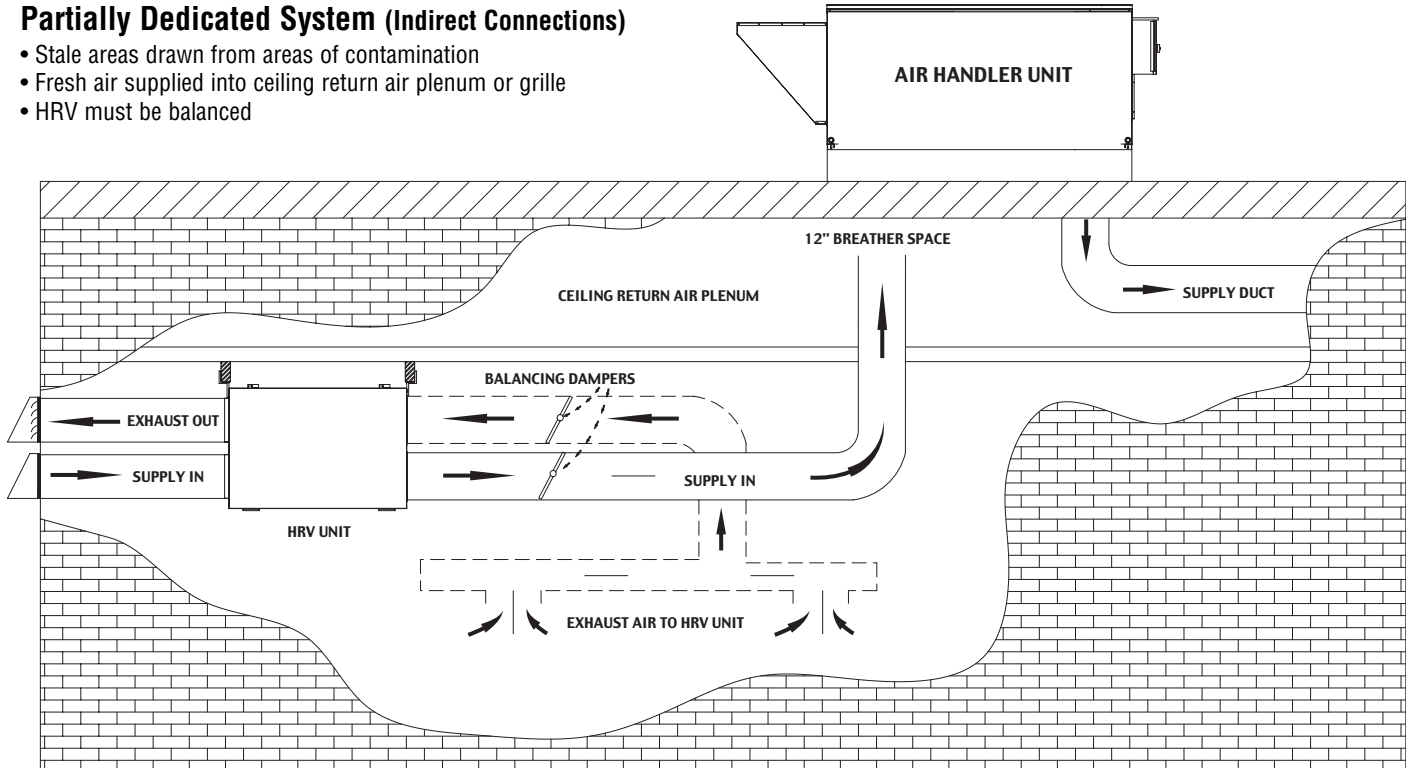 Partially Dedicated System (Indirect Connections)
• Stale areas drawn from areas of contamination
• Fresh air supplied into ceiling return air plenum or grille
• HRV must be balanced
AIR HANDLER UNIT
12" BREATHER SPACE
CEILING RETURN AIR PLENUM
SUPPLY DUCT
BALANCING DAMPERS
EXHAUST OUT
SUPPLY IN
SUPPLY IN
HRV UNIT
EXHAUST AIR TO HRV UNIT